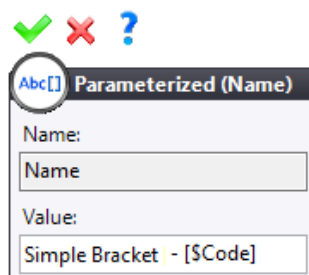 ?
Abc[] Parameterized (Name)
Name:
Name
Value:
Simple Bracket - [$Code]